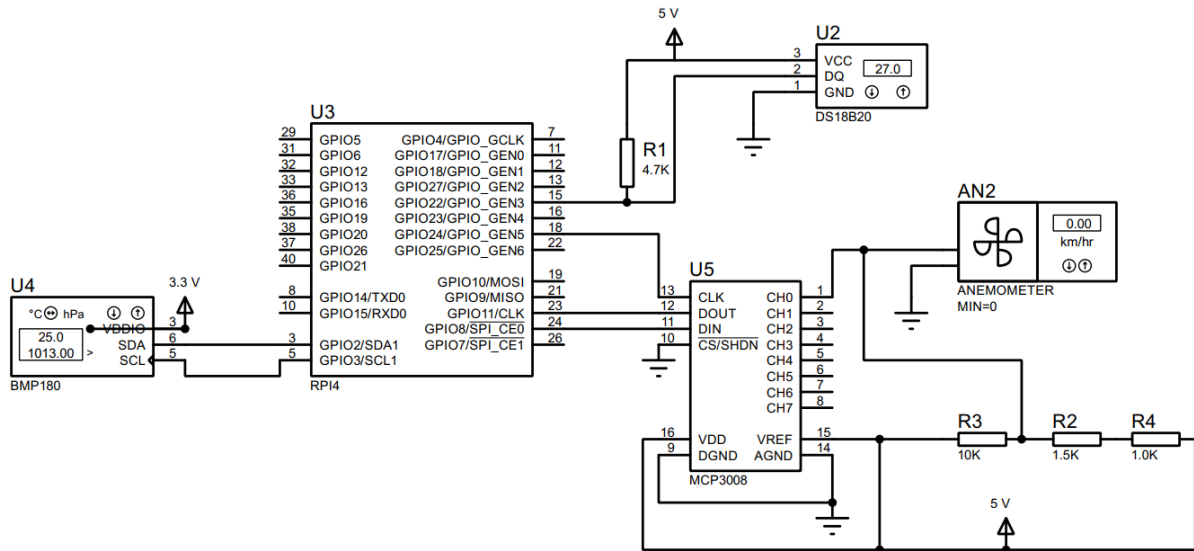 5 V
U2
3 VCC 27.0
2 DQ
1 GND
DS18B20
U3
29 GPIO5 GPIO4/GPIO_GCLK 7
31 GPIO6 GPIO17/GPIO_GEN0 11
32 GPIO12 GPIO18/GPIO_GEN1 12
33 GPIO13 GPIO27/GPIO_GEN2 13
36 GPIO16 GPIO22/GPIO_GEN3 15
35 GPIO19 GPIO23/GPIO_GEN4 16
38 GPIO20 GPIO24/GPIO_GEN5 18
37 GPIO26 GPIO25/GPIO_GEN6 22
40 GPIO21
GPIO10/MOSI 19
8 GPIO14/TXD0 GPIO9/MISO 21
10 GPIO15/RXD0 GPIO11/CLK 23
GPIO8/SPI_CE0 24
3 GPIO2/SDA1 GPIO7/SPI_CE1 26
5 GPIO3/SCL1
RPI4
R1
4.7K
AN2
0.00
km/hr
ANEMOMETER
MIN=0
U4
3.3 V
°C hPa
25.0 VDDIO 3
1013.00 > SDA 6
SCL 5
BMP180
U5
13 CLK CH0 1
12 DOUT CH1 2
11 DIN CH2 3
10 CS/SHDN CH3 4
CH4 5
CH5 6
CH6 7
CH7 8
16 VDD VREF 15
9 DGND AGND 14
MCP3008
R3
10K
R2
1.5K
R4
1.0K
5 V